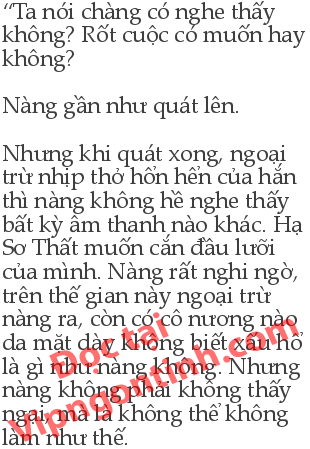 “Ta nói chàng có nghe thấy
không? Rốt cuộc có muốn hay
không?
Nàng gần như quát lên.
Nhưng khi quát xong, ngoại
trừ nhịp thở hổn hển của hắn
thì nàng không hề nghe thấy
bất kỳ âm thanh nào khác. Hạ
Sơ Thất muốn cắn đầu lưỡi
của mình. Nàng rất nghi ngờ,
trên thế gian này ngoại trừ
nàng ra, còn có cô nương nào
da mặt dày không biết xấu hổ
là gì như nàng không. Nhưng
nàng không phải không thấy
ngại, mà là không thể không
làm như thế.
Đọc tại
Vipngontinh.com